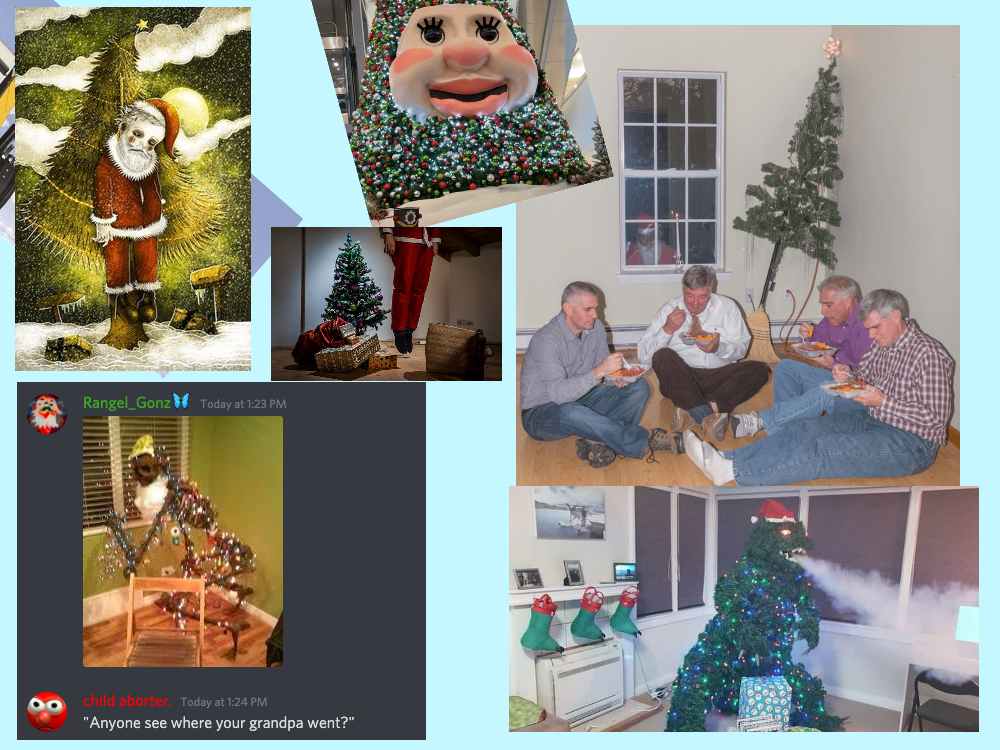 Rangel_Gonz🦋 Today at 1:23 PM
child aborter. Today at 1:24 PM
"Anyone see where your grandpa went?"